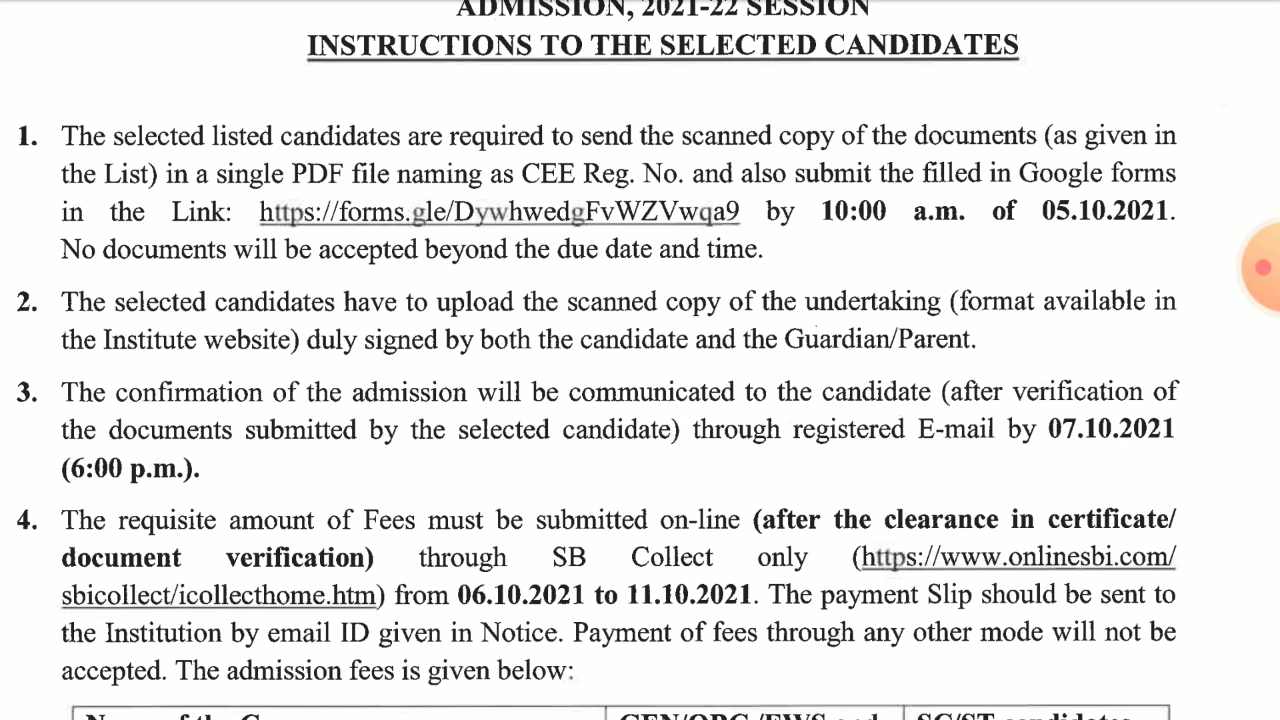 ADMISSION, 2021-22 SESSION
INSTRUCTIONS TO THE SELECTED CANDIDATES
1. The selected listed candidates are required to send the scanned copy of the documents (as given in
the List) in a single PDF file naming as CEE Reg. No. and also submit the filled in Google forms
in the Link: https://forms.gle/DywhwedgFvWZVwqa9 by 10:00 a.m. of 05.10.2021.
No documents will be accepted beyond the due date and time.
2. The selected candidates have to upload the scanned copy of the undertaking (format available in
the Institute website) duly signed by both the candidate and the Guardian/Parent.
3. The confirmation of the admission will be communicated to the candidate (after verification of
the documents submitted by the selected candidate) through registered E-mail by 07.10.2021
(6:00 p.m.).
4. The requisite amount of Fees must be submitted on-line (after the clearance in certificate/
document verification) through SB Collect only (https://www.onlinesbi.com/
sbicollect/icollecthome.htm) from 06.10.2021 to 11.10.2021. The payment Slip should be sent to
the Institution by email ID given in Notice. Payment of fees through any other mode will not be
accepted. The admission fees is given below: